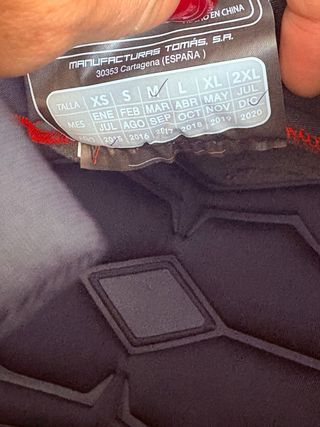 HECHO EN CHINA
MANUFACTURAS TOMÁS, S.A.
30353 Cartagena (ESPAÑA)
TALLA XS S M L XL 2XL
MES ENE FEB MAR ABR MAY JUN
JUL AGO SEP OCT NOV DIC
2015 2016 2017 2018 2019 2020